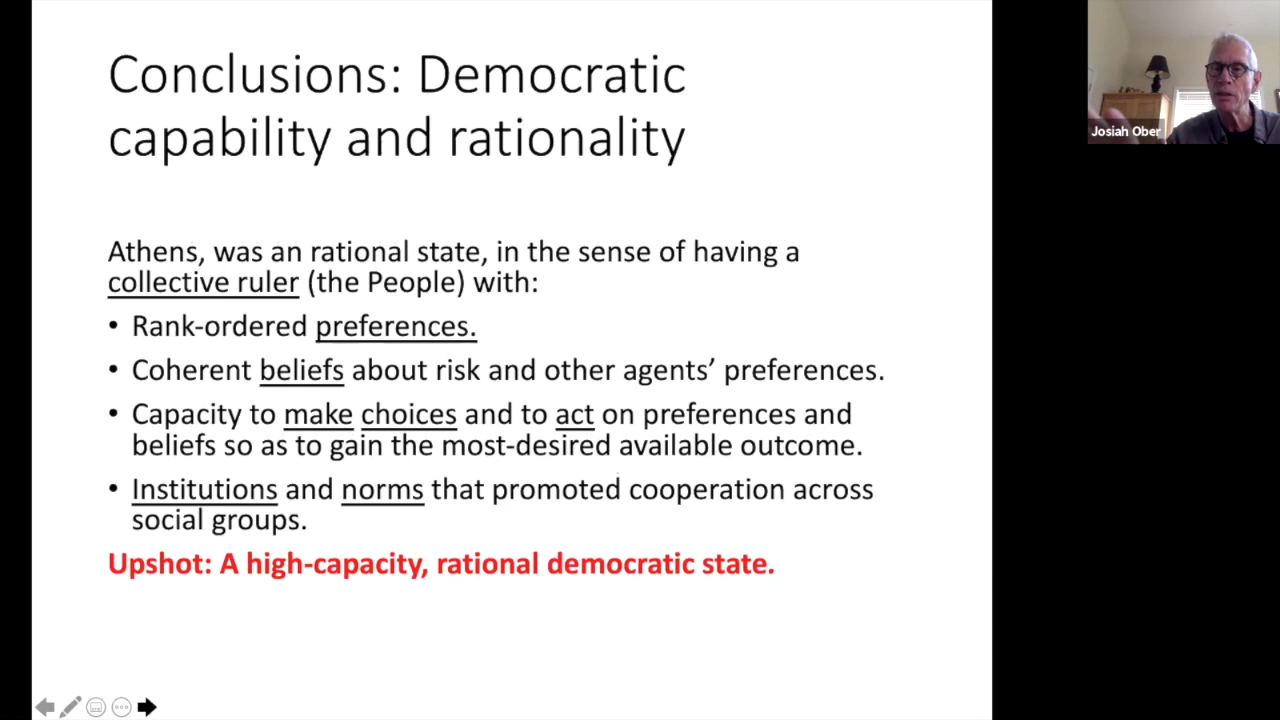 Conclusions: Democratic
capability and rationality
Athens, was an rational state, in the sense of having a
collective ruler (the People) with:
• Rank-ordered preferences.
• Coherent beliefs about risk and other agents’ preferences.
• Capacity to make choices and to act on preferences and
beliefs so as to gain the most-desired available outcome.
• Institutions and norms that promoted cooperation across
social groups.
Upshot: A high-capacity, rational democratic state.
Josiah Ober